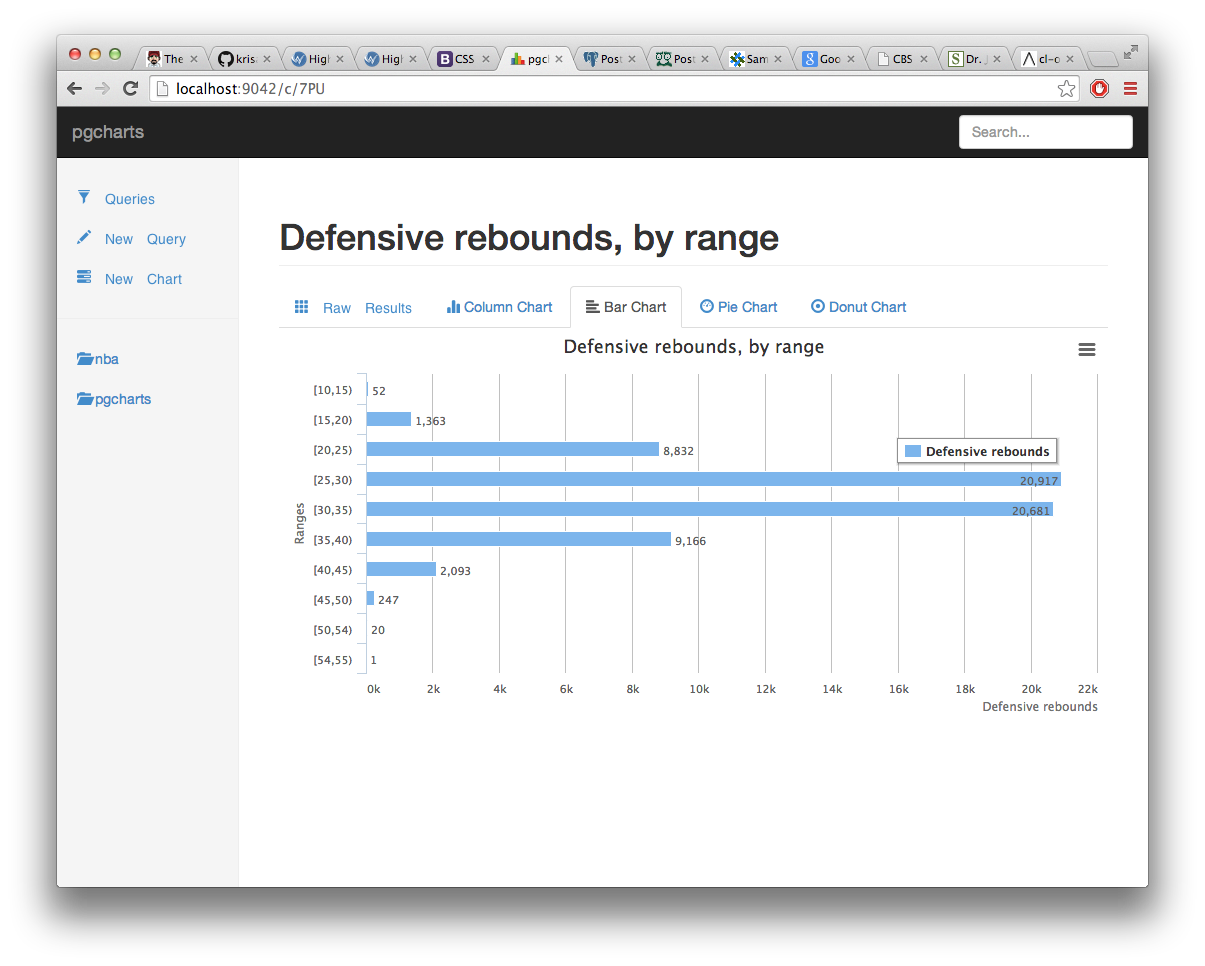 The
kris
High
High
CSS
pgcl
Post
Post
Sam
Goo
CBS
Dr. J
cl-o
localhost:9042/c/7PU
pgcharts
Search...
Queries
New Query
New Chart
nba
pgcharts
Defensive rebounds, by range
Raw Results
Column Chart
Bar Chart
Pie Chart
Donut Chart
Defensive rebounds, by range
Ranges
[10,15) 52
[15,20) 1,363
[20,25) 8,832
Defensive rebounds
[25,30) 20,917
[30,35) 20,681
[35,40) 9,166
[40,45) 2,093
[45,50) 247
[50,54) 20
[54,55) 1
0k 2k 4k 6k 8k 10k 12k 14k 16k 18k 20k 22k
Defensive rebounds